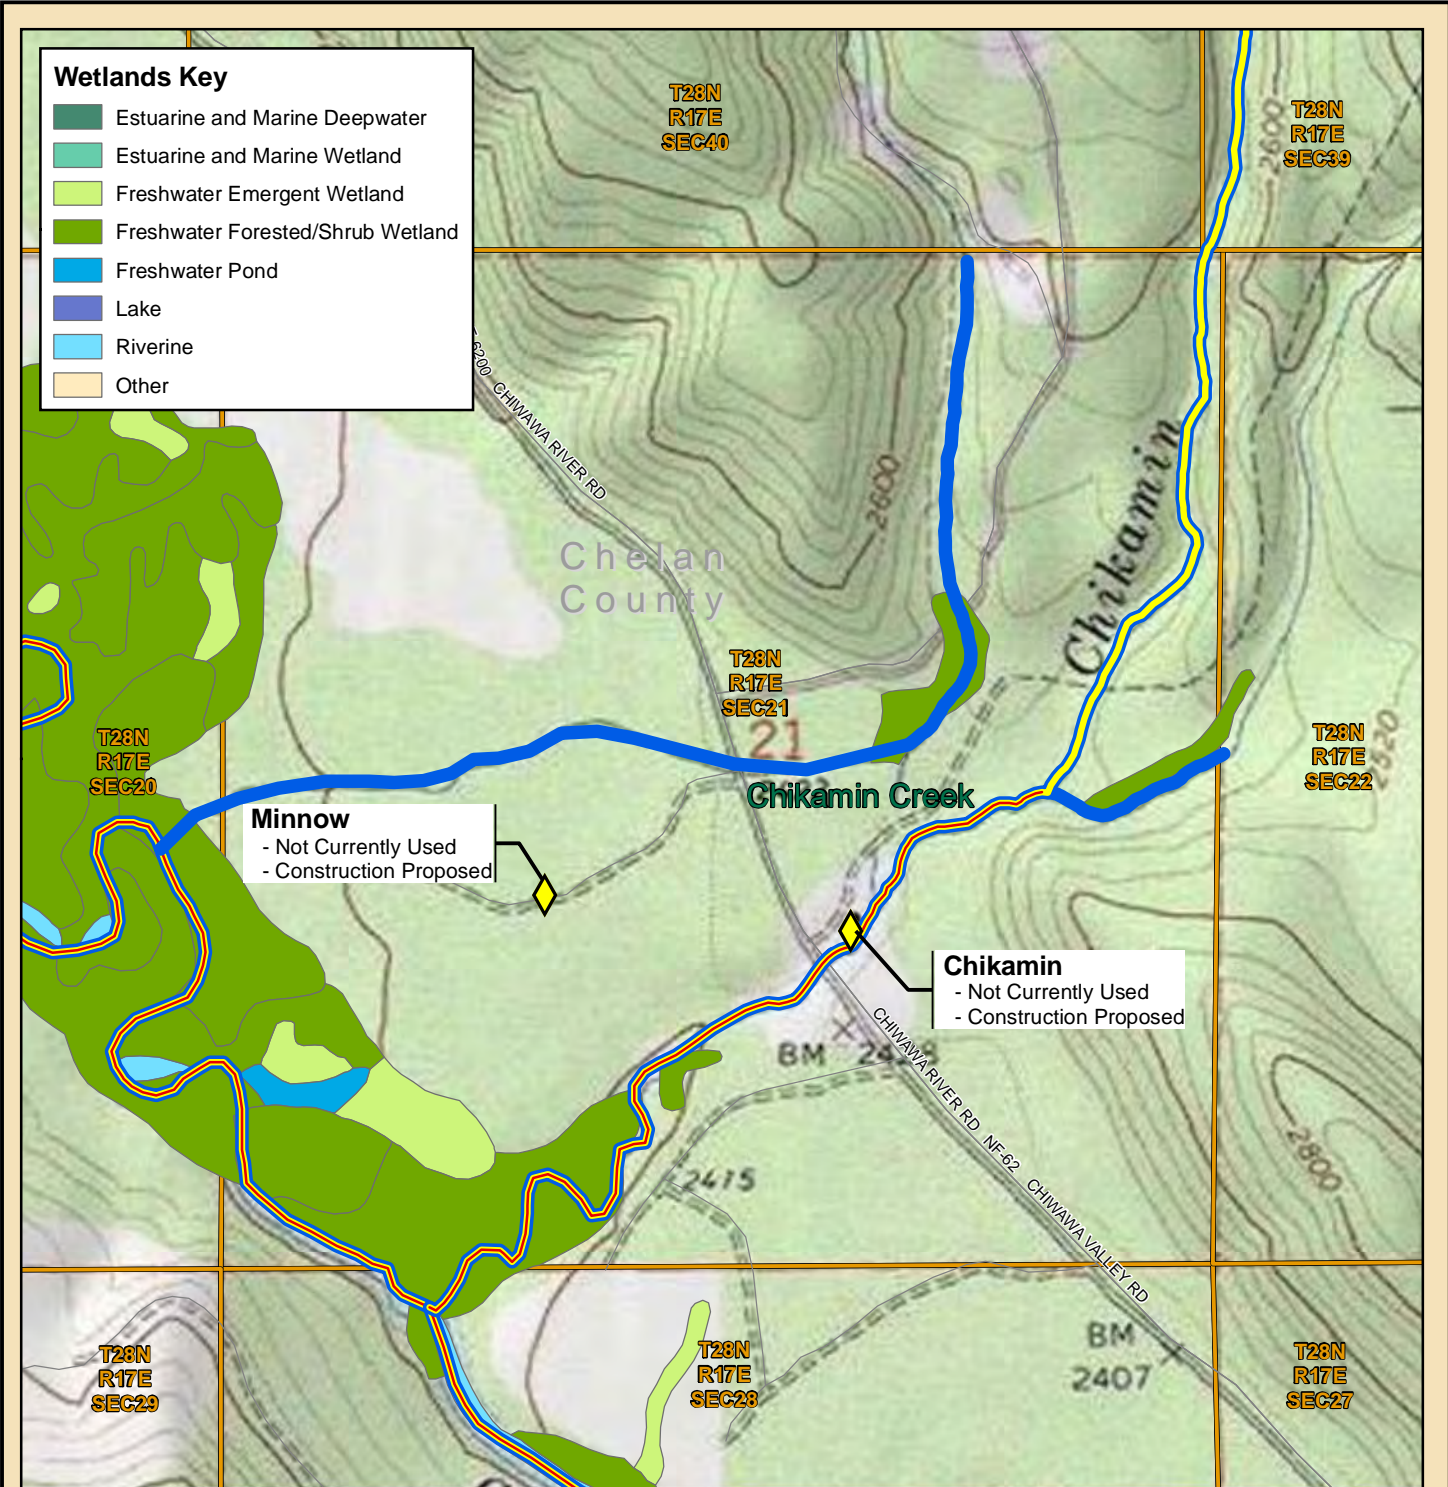 Wetlands Key
Estuarine and Marine Deepwater
Estuarine and Marine Wetland
Freshwater Emergent Wetland
Freshwater Forested/Shrub Wetland
Freshwater Pond
Lake
Riverine
Other
T28N
R17E
SEC40
T28N
R17E
SEC39
2600
6200 CHIWAWA RIVER RD
2600
Chikamin
Chelan
County
T28N
R17E
SEC21
21
T28N
R17E
SEC20
T28N
R17E
SEC22
2520
Chikamin Creek
Minnow
- Not Currently Used
- Construction Proposed
Chikamin
- Not Currently Used
- Construction Proposed
BM
CHIWAWA RIVER RD NF-62 CHIWAWA VALLEY RD
2415
2800
BM
2407
T28N
R17E
SEC29
T28N
R17E
SEC28
T28N
R17E
SEC27